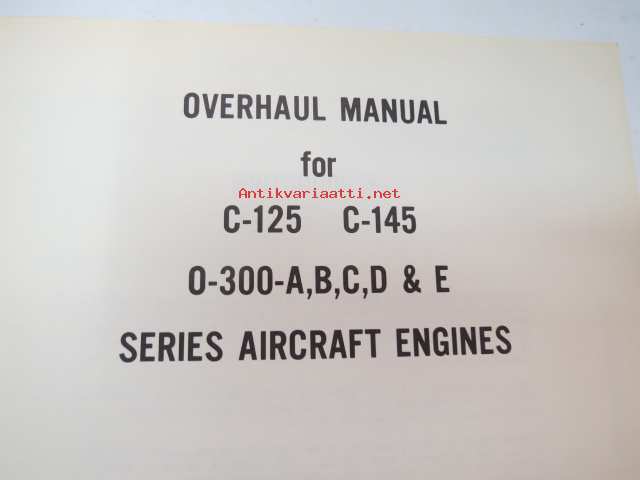 OVERHAUL MANUAL
for
Antikvariaatti.net
C-125 C-145
O-300-A,B,C,D & E
SERIES AIRCRAFT ENGINES